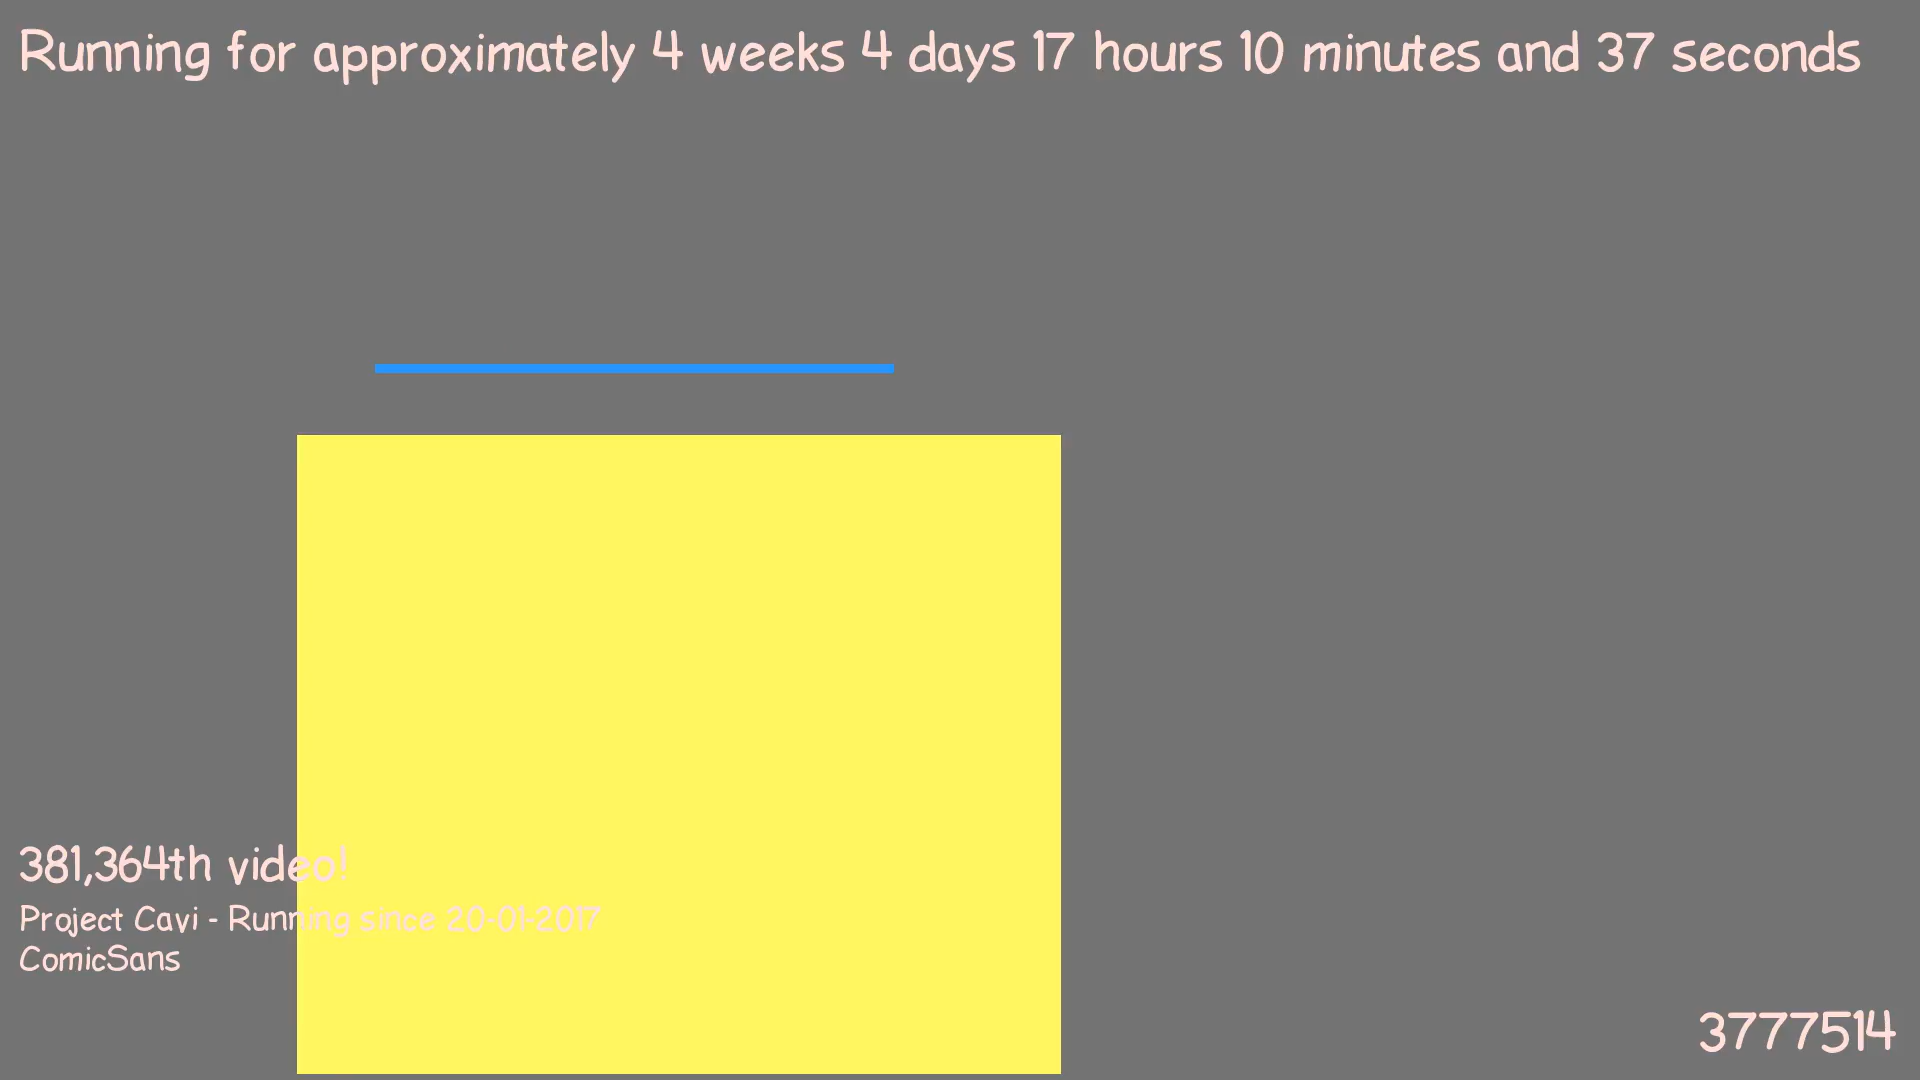 Running for approximately 4 weeks 4 days 17 hours 10 minutes and 37 seconds
381,364th video!
Project Cavi - Running since 20-01-2017
ComicSans
3777514